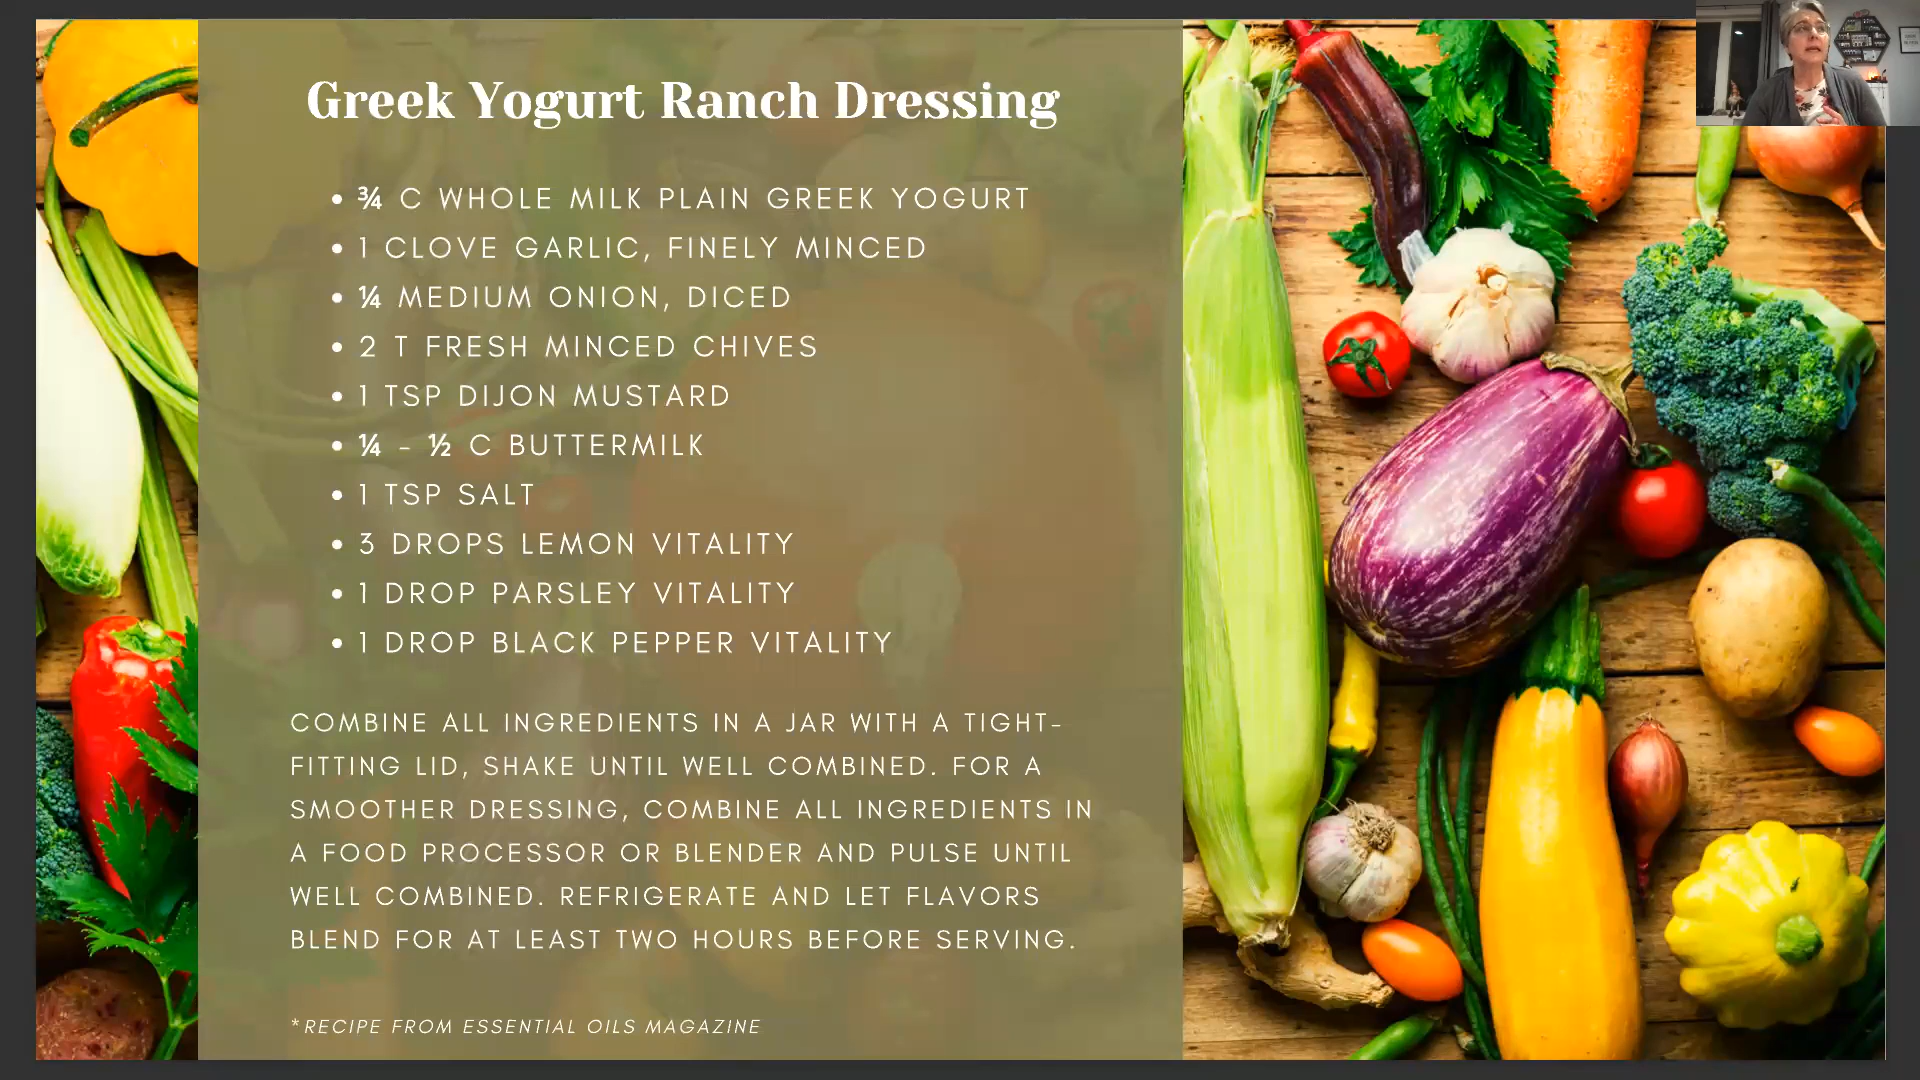 Greek Yogurt Ranch Dressing
• ¾ C WHOLE MILK PLAIN GREEK YOGURT
• 1 CLOVE GARLIC, FINELY MINCED
• ¼ MEDIUM ONION, DICED
• 2 T FRESH MINCED CHIVES
• 1 TSP DIJON MUSTARD
• ¼ - ½ C BUTTERMILK
• 1 TSP SALT
• 3 DROPS LEMON VITALITY
• 1 DROP PARSLEY VITALITY
• 1 DROP BLACK PEPPER VITALITY
COMBINE ALL INGREDIENTS IN A JAR WITH A TIGHT-
FITTING LID, SHAKE UNTIL WELL COMBINED. FOR A
SMOOTHER DRESSING, COMBINE ALL INGREDIENTS IN
A FOOD PROCESSOR OR BLENDER AND PULSE UNTIL
WELL COMBINED. REFRIGERATE AND LET FLAVORS
BLEND FOR AT LEAST TWO HOURS BEFORE SERVING.
*RECIPE FROM ESSENTIAL OILS MAGAZINE